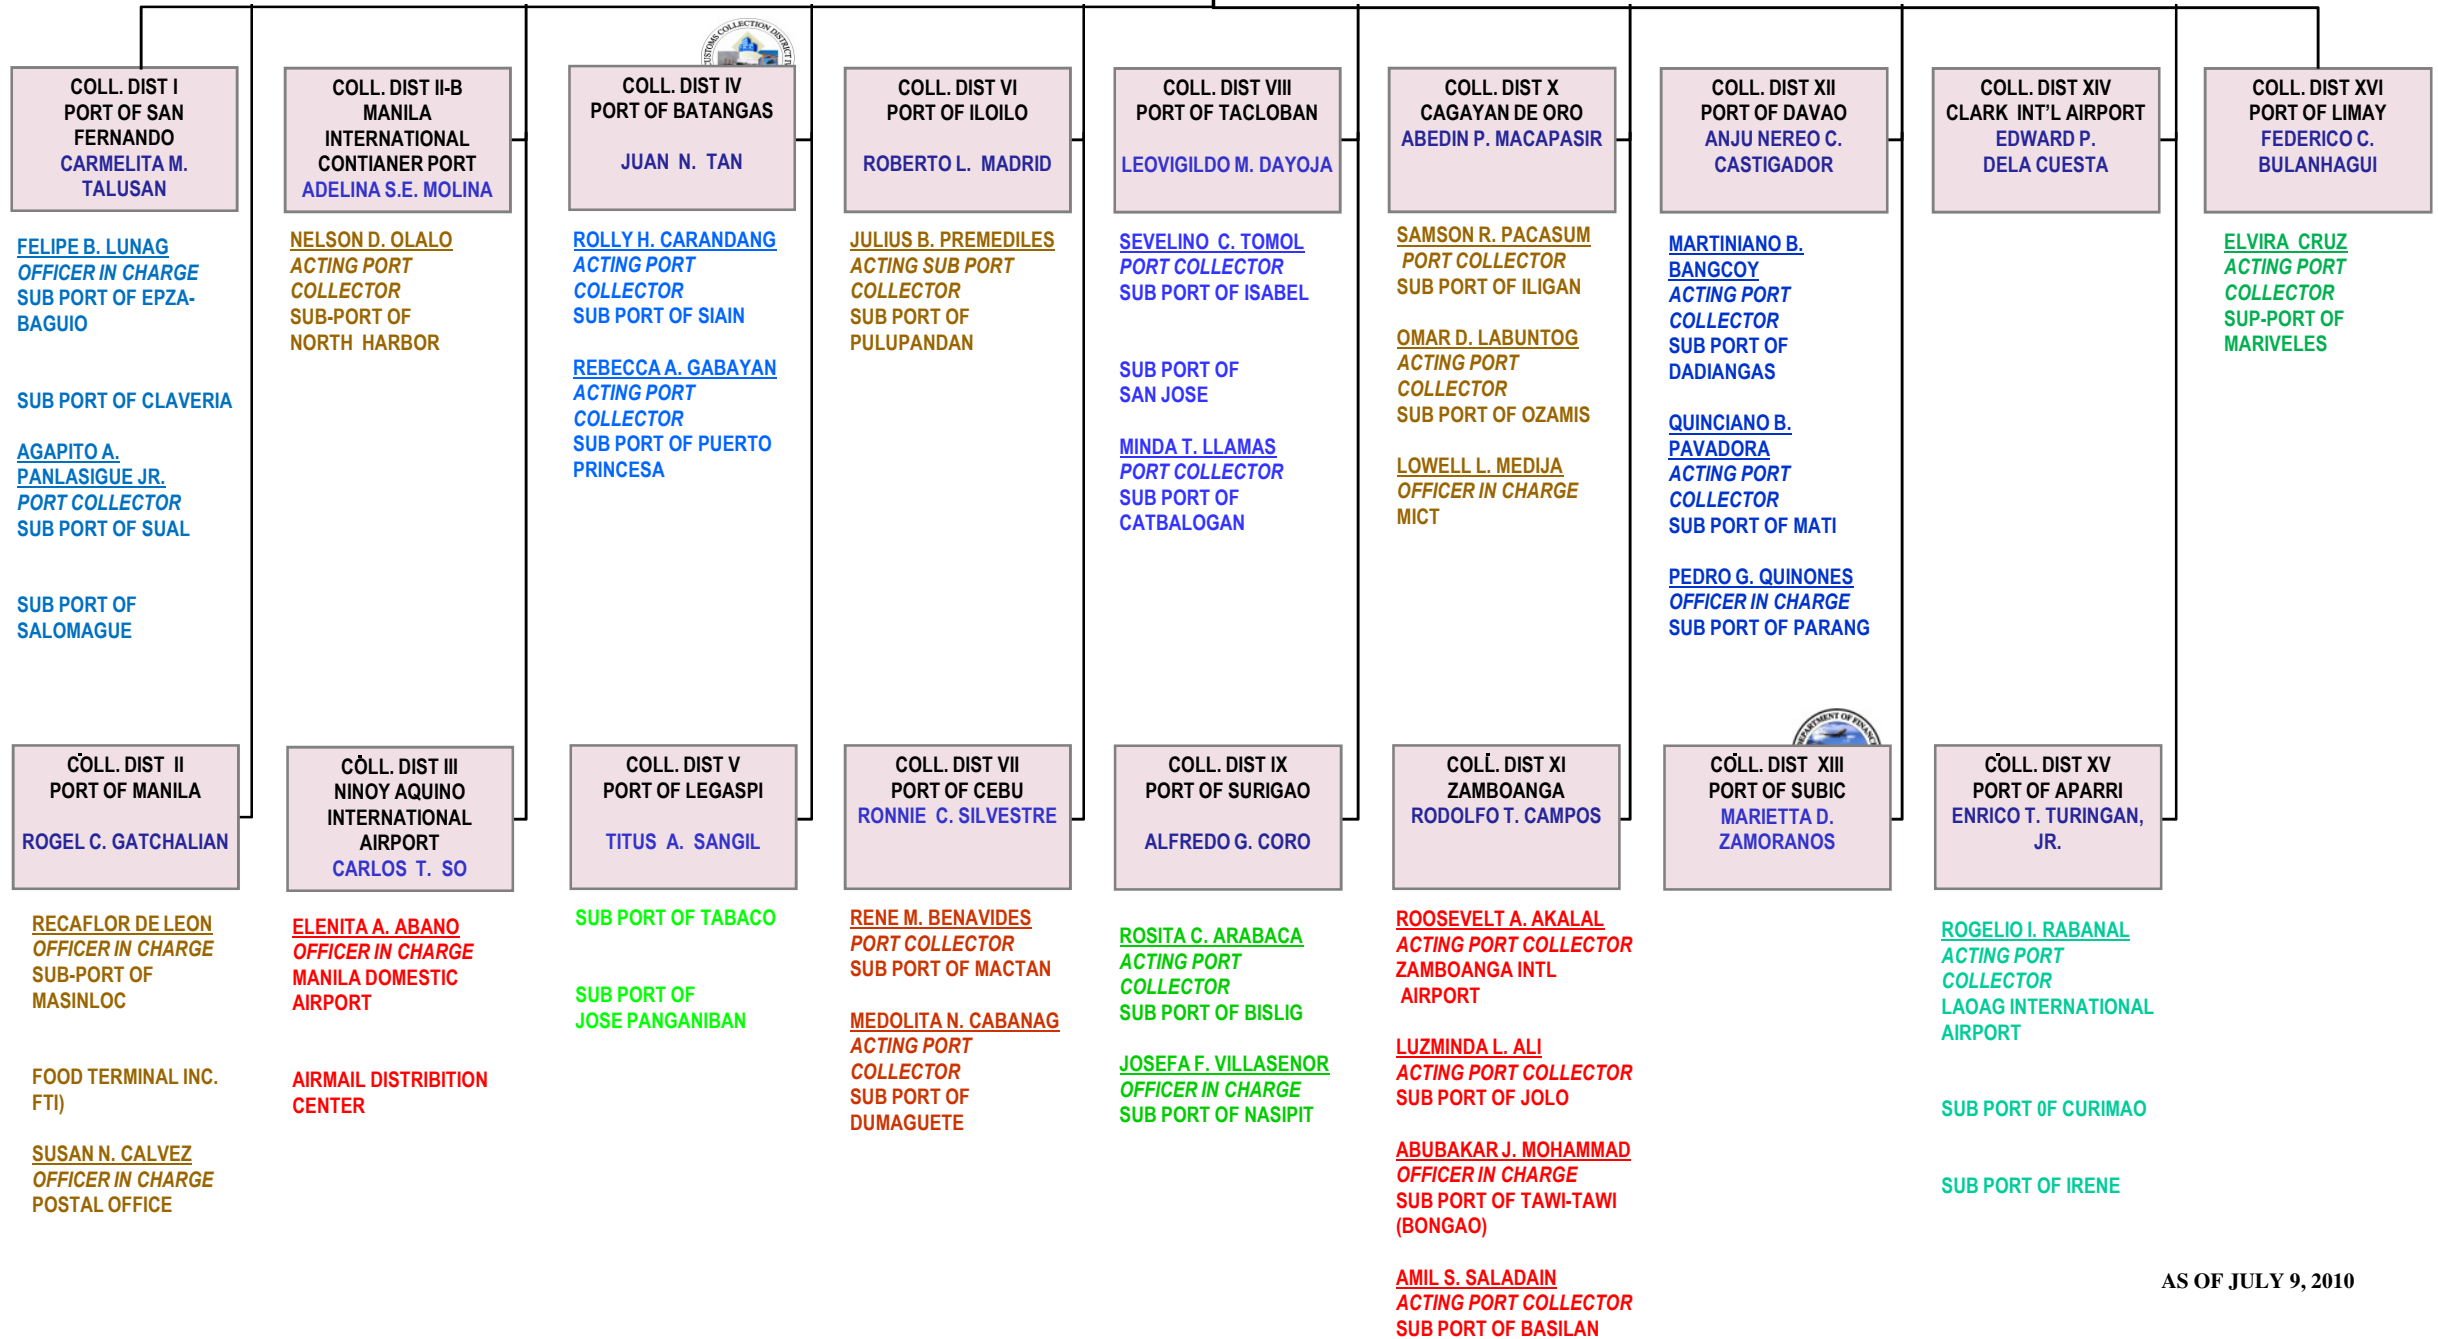 CUSTOMS COLLECTION DISTRICT IV
COLL. DIST I
PORT OF SAN
FERNANDO
CARMELITA M.
TALUSAN
FELIPE B. LUNAG
OFFICER IN CHARGE
SUB PORT OF EPZA-
BAGUIO
SUB PORT OF CLAVERIA
AGAPITO A.
PANLASIGUE JR.
PORT COLLECTOR
SUB PORT OF SUAL
SUB PORT OF
SALOMAGUE
COLL. DIST II-B
MANILA
INTERNATIONAL
CONTIANER PORT
ADELINA S.E. MOLINA
NELSON D. OLALO
ACTING PORT
COLLECTOR
SUB-PORT OF
NORTH HARBOR
COLL. DIST IV
PORT OF BATANGAS
JUAN N. TAN
ROLLY H. CARANDANG
ACTING PORT
COLLECTOR
SUB PORT OF SIAIN
REBECCA A. GABAYAN
ACTING PORT
COLLECTOR
SUB PORT OF PUERTO
PRINCESA
COLL. DIST VI
PORT OF ILOILO
ROBERTO L. MADRID
JULIUS B. PREMEDILES
ACTING SUB PORT
COLLECTOR
SUB PORT OF
PULUPANDAN
COLL. DIST VIII
PORT OF TACLOBAN
LEOVIGILDO M. DAYOJA
SEVELINO C. TOMOL
PORT COLLECTOR
SUB PORT OF ISABEL
SUB PORT OF
SAN JOSE
MINDA T. LLAMAS
PORT COLLECTOR
SUB PORT OF
CATBALOGAN
COLL. DIST X
CAGAYAN DE ORO
ABEDIN P. MACAPASIR
SAMSON R. PACASUM
PORT COLLECTOR
SUB PORT OF ILIGAN
OMAR D. LABUNTOG
ACTING PORT
COLLECTOR
SUB PORT OF OZAMIS
LOWELL L. MEDIJA
OFFICER IN CHARGE
MICT
COLL. DIST XII
PORT OF DAVAO
ANJU NEREO C.
CASTIGADOR
MARTINIANO B.
BANGCOY
ACTING PORT
COLLECTOR
SUB PORT OF
DADIANGAS
QUINCIANO B.
PAVADORA
ACTING PORT
COLLECTOR
SUB PORT OF MATI
PEDRO G. QUINONES
OFFICER IN CHARGE
SUB PORT OF PARANG
COLL. DIST XIV
CLARK INT'L AIRPORT
EDWARD P.
DELA CUESTA
COLL. DIST XVI
PORT OF LIMAY
FEDERICO C.
BULANHAGUI
ELVIRA CRUZ
ACTING PORT
COLLECTOR
SUP-PORT OF
MARIVELES
COLL. DIST II
PORT OF MANILA
ROGEL C. GATCHALIAN
RECAFLOR DE LEON
OFFICER IN CHARGE
SUB-PORT OF
MASINLOC
FOOD TERMINAL INC.
FTI)
SUSAN N. CALVEZ
OFFICER IN CHARGE
POSTAL OFFICE
COLL. DIST III
NINOY AQUINO
INTERNATIONAL
AIRPORT
CARLOS T. SO
ELENITA A. ABANO
OFFICER IN CHARGE
MANILA DOMESTIC
AIRPORT
AIRMAIL DISTRIBITION
CENTER
COLL. DIST V
PORT OF LEGASPI
TITUS A. SANGIL
SUB PORT OF TABACO
SUB PORT OF
JOSE PANGANIBAN
COLL. DIST VII
PORT OF CEBU
RONNIE C. SILVESTRE
RENE M. BENAVIDES
PORT COLLECTOR
SUB PORT OF MACTAN
MEDOLITA N. CABANAG
ACTING PORT
COLLECTOR
SUB PORT OF
DUMAGUETE
COLL. DIST IX
PORT OF SURIGAO
ALFREDO G. CORO
ROSITA C. ARABACA
ACTING PORT
COLLECTOR
SUB PORT OF BISLIG
JOSEFA F. VILLASENOR
OFFICER IN CHARGE
SUB PORT OF NASIPIT
COLL. DIST XI
ZAMBOANGA
RODOLFO T. CAMPOS
ROOSEVELT A. AKALAL
ACTING PORT COLLECTOR
ZAMBOANGA INTL
AIRPORT
LUZMINDA L. ALI
ACTING PORT COLLECTOR
SUB PORT OF JOLO
ABUBAKAR J. MOHAMMAD
OFFICER IN CHARGE
SUB PORT OF TAWI-TAWI
(BONGAO)
AMIL S. SALADAIN
ACTING PORT COLLECTOR
SUB PORT OF BASILAN
DEPARTMENT OF FINANCE
COLL. DIST XIII
PORT OF SUBIC
MARIETTA D.
ZAMORANOS
COLL. DIST XV
PORT OF APARRI
ENRICO T. TURINGAN,
JR.
ROGELIO I. RABANAL
ACTING PORT
COLLECTOR
LAOAG INTERNATIONAL
AIRPORT
SUB PORT 0F CURIMAO
SUB PORT OF IRENE
AS OF JULY 9, 2010